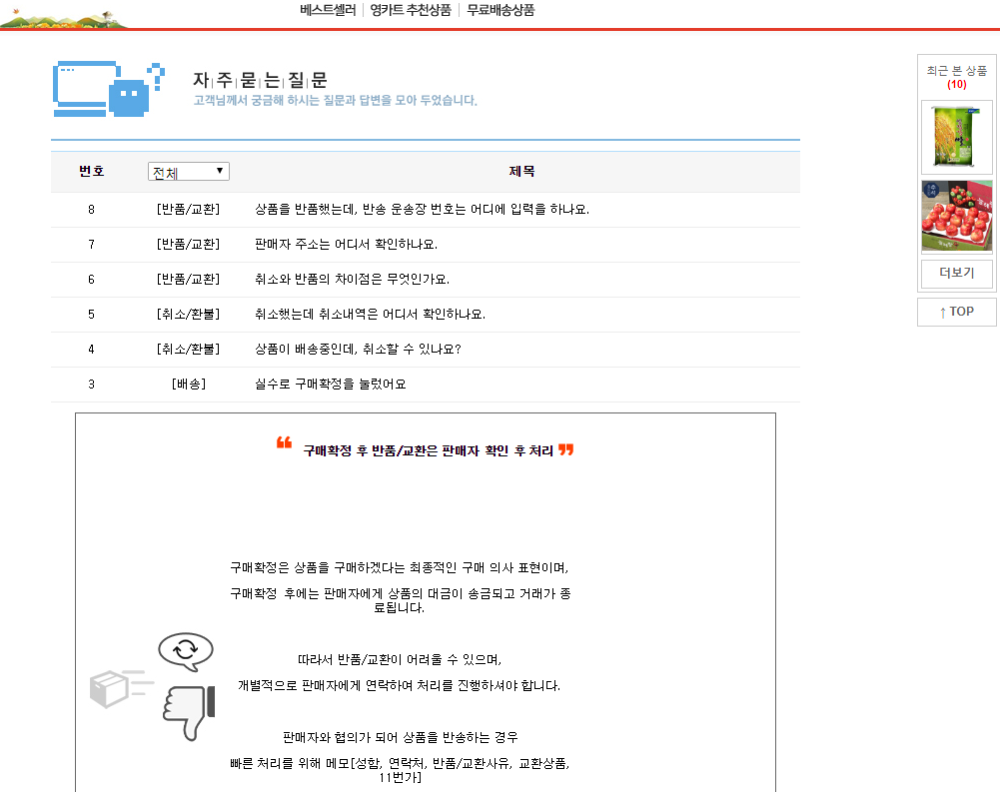 베스트셀러 영카트 추천상품 무료배송상품
최근 본 상품
(10)
더보기
↑ TOP
자주묻는질문
고객님께서 궁금해 하시는 질문과 답변을 모아 두었습니다.
번호 전체 제목
8 [반품/교환] 상품을 반품했는데, 반송 운송장 번호는 어디에 입력을 하나요.
7 [반품/교환] 판매자 주소는 어디서 확인하나요.
6 [반품/교환] 취소와 반품의 차이점은 무엇인가요.
5 [취소/환불] 취소했는데 취소내역은 어디서 확인하나요.
4 [취소/환불] 상품이 배송중인데, 취소할 수 있나요?
3 [배송] 실수로 구매확정을 눌렀어요
❝ 구매확정 후 반품/교환은 판매자 확인 후 처리 ❞
구매확정은 상품을 구매하겠다는 최종적인 구매 의사 표현이며,
구매확정 후에는 판매자에게 상품의 대금이 송금되고 거래가 종
료됩니다.
따라서 반품/교환이 어려울 수 있으며,
개별적으로 판매자에게 연락하여 처리를 진행하셔야 합니다.
판매자와 협의가 되어 상품을 반송하는 경우
빠른 처리를 위해 메모[성함, 연락처, 반품/교환사유, 교환상품,
11번가]